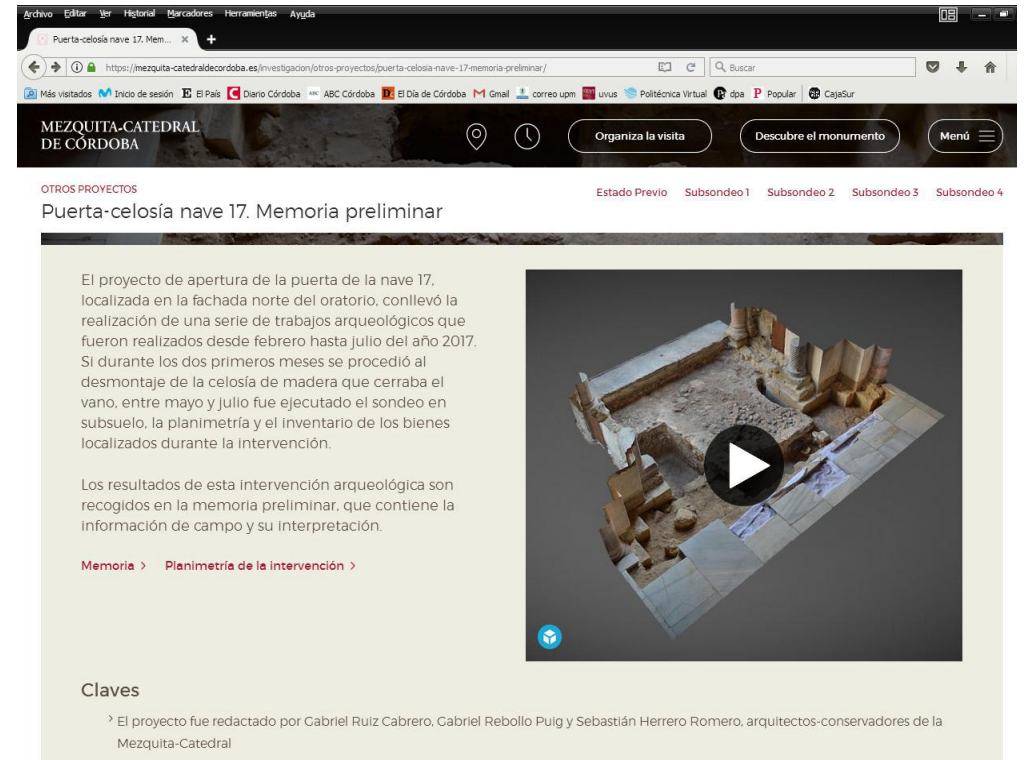 Archivo Editar Ver Historial Marcadores Herramientas Ayuda
Puerta-celosía nave 17. Mem...
https://mezquita-catedraldecordoba.es/investigacion/otros-proyectos/puerta-celosia-nave-17-memoria-preliminar/
Buscar
Más visitados Inicio de sesión El País Diario Córdoba ABC Córdoba El Día de Córdoba Gmail correo upm uvus Politécnica Virtual dpa Popular CajaSur
MEZQUITA-CATEDRAL
DE CÓRDOBA
Organiza la visita Descubre el monumento Menú
OTROS PROYECTOS
Estado Previo Subsondeo 1 Subsondeo 2 Subsondeo 3 Subsondeo 4
Puerta-celosía nave 17. Memoria preliminar
El proyecto de apertura de la puerta de la nave 17,
localizada en la fachada norte del oratorio, conllevó la
realización de una serie de trabajos arqueológicos que
fueron realizados desde febrero hasta julio del año 2017.
Si durante los dos primeros meses se procedió al
desmontaje de la celosía de madera que cerraba el
vano, entre mayo y julio fue ejecutado el sondeo en
subsuelo, la planimetría y el inventario de los bienes
localizados durante la intervención.
Los resultados de esta intervención arqueológica son
recogidos en la memoria preliminar, que contiene la
información de campo y su interpretación.
Memoria > Planimetría de la intervención >
Claves
> El proyecto fue redactado por Gabriel Ruiz Cabrero, Gabriel Rebollo Puig y Sebastián Herrero Romero, arquitectos-conservadores de la
Mezquita-Catedral